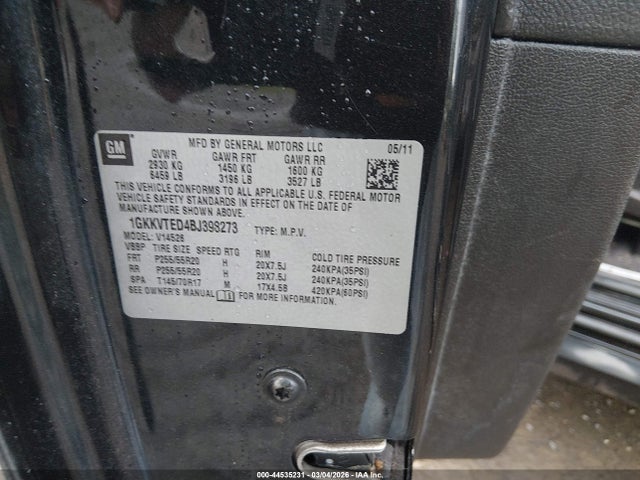 GM
MFD BY GENERAL MOTORS LLC 05/11
GVWR GAWR FRT GAWR RR
2930 KG 1450 KG 1600 KG
6459 LB 3196 LB 3527 LB
THIS VEHICLE CONFORMS TO ALL APPLICABLE U.S. FEDERAL MOTOR
VEHICLE SAFETY STANDARDS IN EFFECT ON THE DATE OF
MANUFACTURE SHOWN ABOVE.
1GKKVTED4BJ393273 TYPE: M.P.V.
MODEL: V14526
VSSP TIRE SIZE SPEED RTG RIM COLD TIRE PRESSURE
FRT P255/55R20 H 20X7.5J 240KPA(35PSI)
RR P255/55R20 H 20X7.5J 240KPA(35PSI)
SPA T145/70R17 M 17X4.5B 420KPA(60PSI)
SEE OWNER'S MANUAL FOR MORE INFORMATION.
000-44535231 - 03/04/2026 - Copyright IAA, LLC